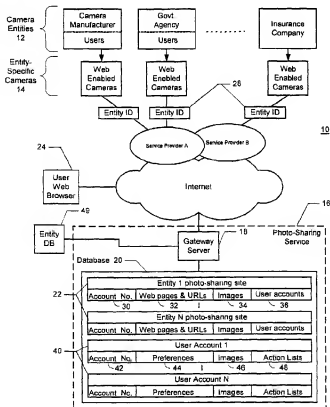 Camera Entities 12
Camera Manufacturer
Users
Govt Agency
Users
Insurance Company
Entity-Specific Cameras 14
Web Enabled Cameras
Web Enabled Cameras
Web Enabled Cameras
26
Entity ID
Entity ID
Entity ID
10
Service Provider A
Service Provider B
24
User Web Browser
Internet
49
Entity DB
18
16
Gateway Server
Photo-Sharing Service
Database 20
Entity 1 photo-sharing site
22
Account No.
Web pages & URLs
Images
User accounts
30
32
34
36
Entity N photo-sharing site
Account No.
Web pages & URLs
Images
User accounts
40
User Account 1
Account No.
Preferences
Images
Action Lists
42
44
46
48
User Account N
Account No.
Preferences
Images
Action Lists